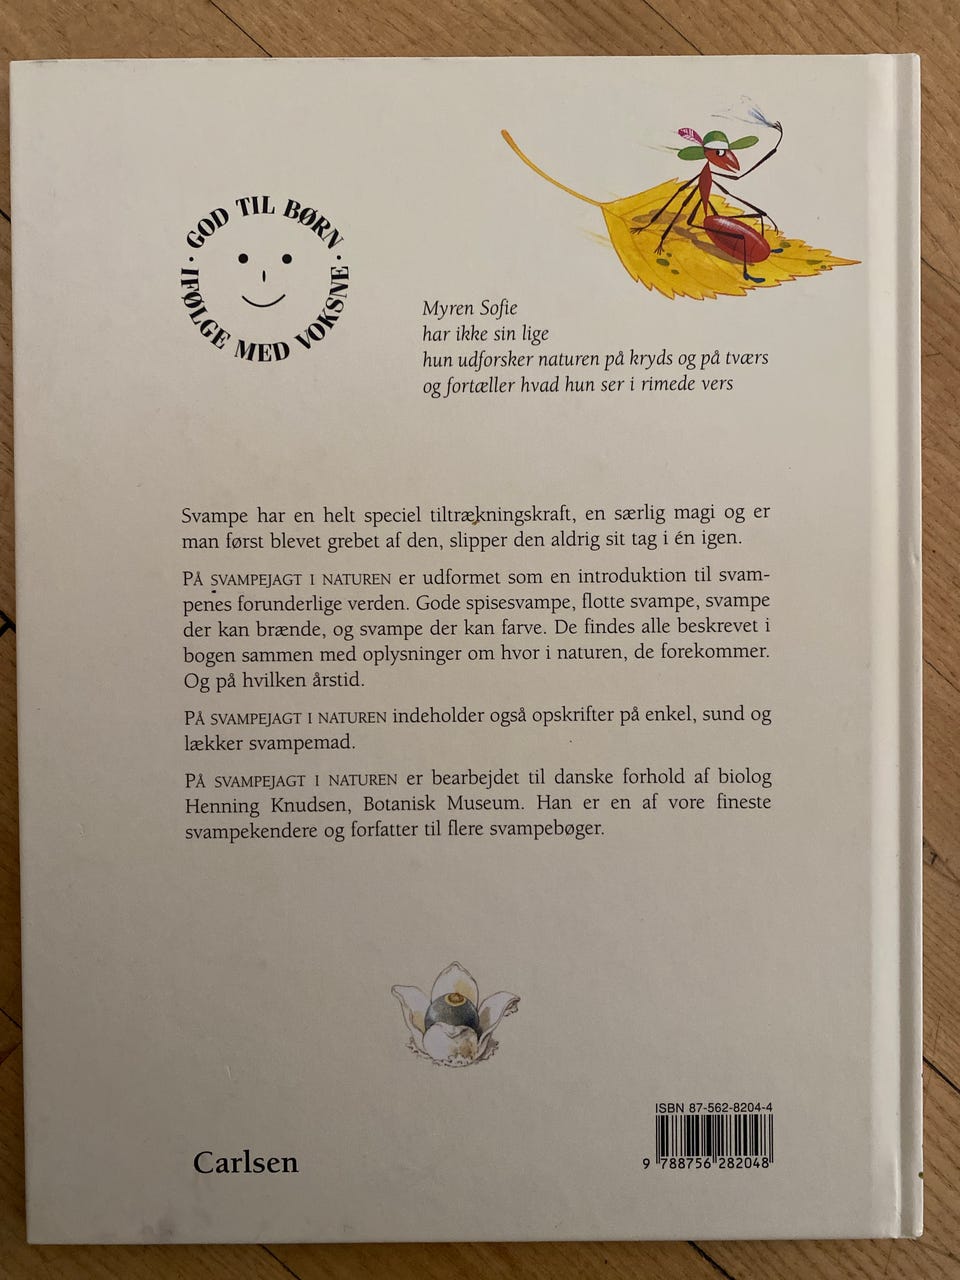 · GOD TIL BØRN ·
IFØLGE MED VOKSNE
Myren Sofie
har ikke sin lige
hun udforsker naturen på kryds og på tværs
og fortæller hvad hun ser i rimede vers
Svampe har en helt speciel tiltrækningskraft, en særlig magi og er
man først blevet grebet af den, slipper den aldrig sit tag i én igen.
PÅ SVAMPEJAGT I NATUREN er udformet som en introduktion til svam-
penes forunderlige verden. Gode spisesvampe, flotte svampe, svampe
der kan brænde, og svampe der kan farve. De findes alle beskrevet i
bogen sammen med oplysninger om hvor i naturen, de forekommer.
Og på hvilken årstid.
PÅ SVAMPEJAGT I NATUREN indeholder også opskrifter på enkel, sund og
lækker svampemad.
PÅ SVAMPEJAGT I NATUREN er bearbejdet til danske forhold af biolog
Henning Knudsen, Botanisk Museum. Han er en af vore fineste
svampekendere og forfatter til flere svampebøger.
ISBN 87-562-8204-4
9 788756 282048
Carlsen